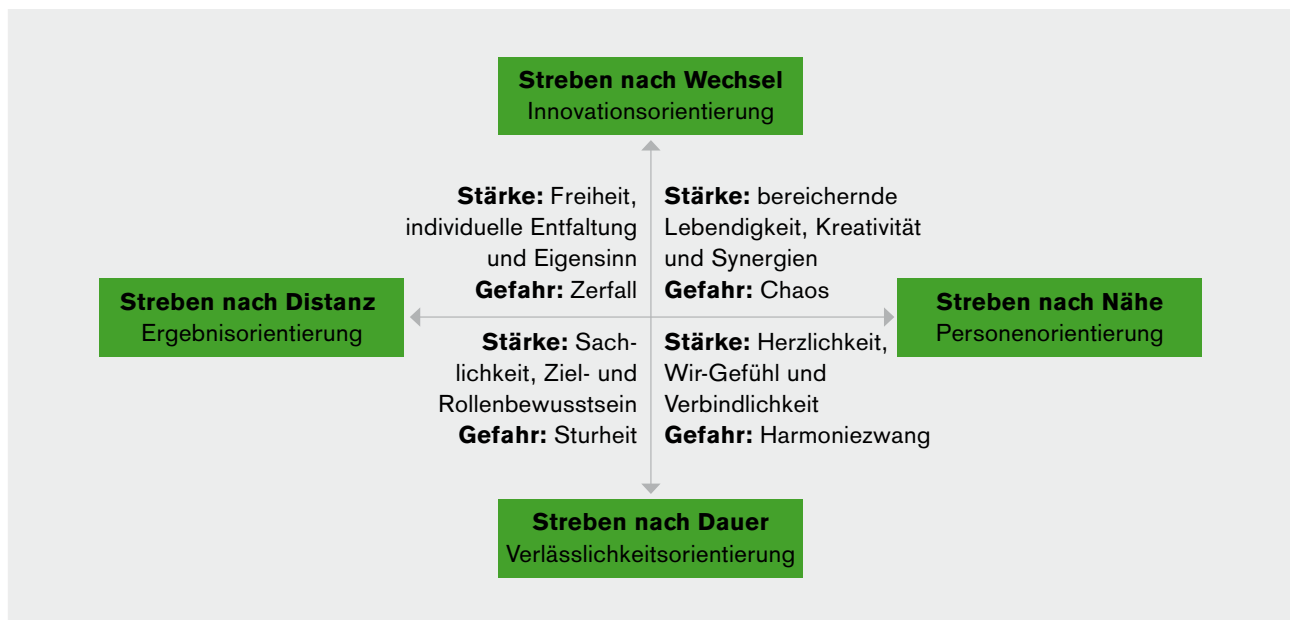 Streben nach Wechsel
Innovationsorientierung
Stärke: Freiheit,
individuelle Entfaltung
und Eigensinn
Gefahr: Zerfall
Stärke: bereichernde
Lebendigkeit, Kreativität
und Synergien
Gefahr: Chaos
Streben nach Distanz
Ergebnisorientierung
Streben nach Nähe
Personenorientierung
Stärke: Sach-
lichkeit, Ziel- und
Rollenbewusstsein
Gefahr: Sturheit
Stärke: Herzlichkeit,
Wir-Gefühl und
Verbindlichkeit
Gefahr: Harmoniezwang
Streben nach Dauer
Verlässlichkeitsorientierung